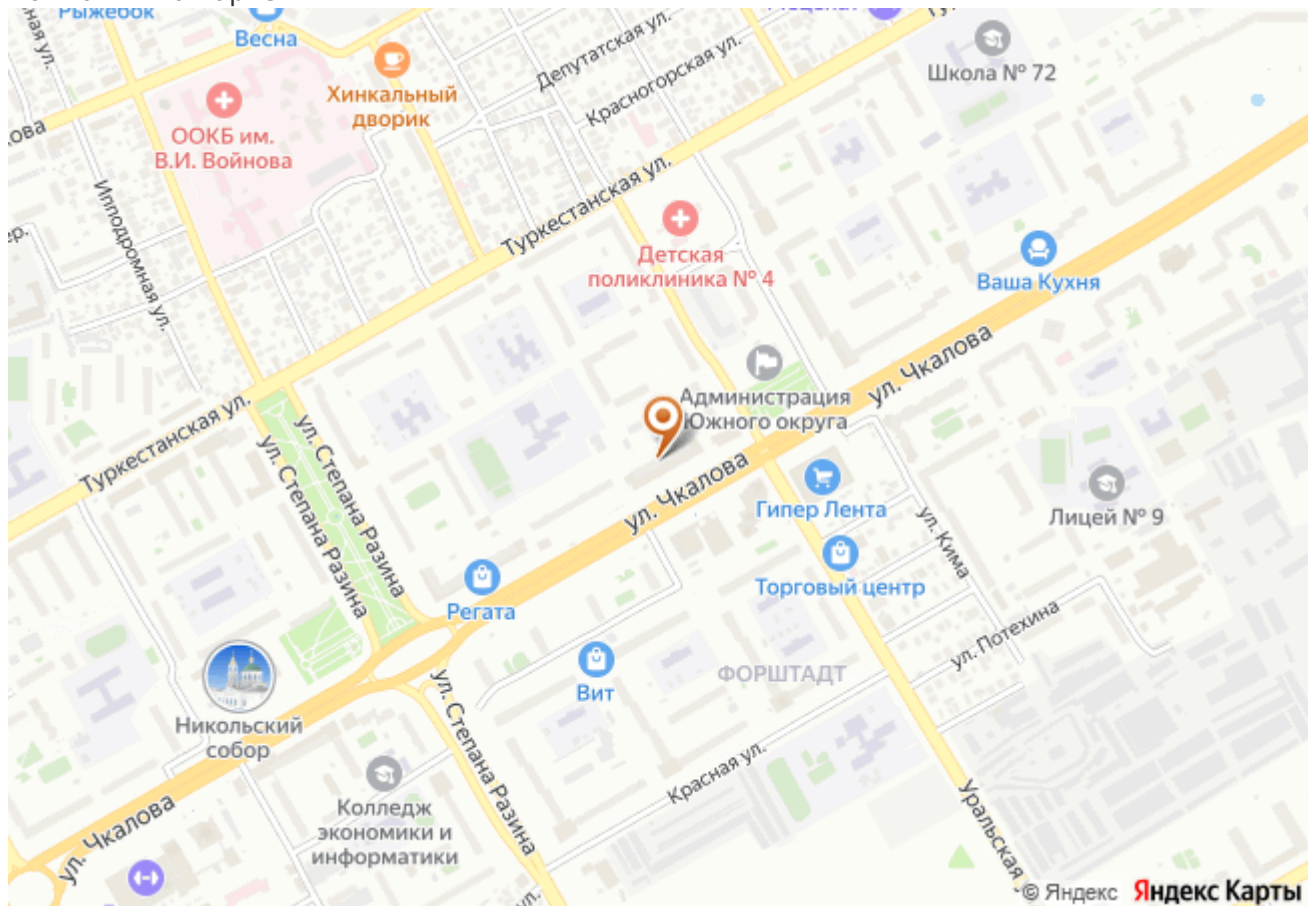 Рыжебок
Весна
Хинкальный
дворик
Депутатская ул.
Красногорская ул.
Школа № 72
ООКБ им.
В.И. Войнова
Ипподромная ул.
Туркестанская ул.
Детская
поликлиника № 4
Ваша Кухня
ул. Чкалова
Администрация
Южного округа
Туркестанская ул.
ул. Степана Разина
ул. Степана Разина
ул. Чкалова
Гипер Лента
Лицей № 9
ул. Кима
Торговый центр
Регата
ул. Потехина
Вит
ФОРШТАДТ
Никольский
собор
ул. Степана Разина
Красная ул.
Колледж
экономики и
информатики
ул. Чкалова
Уральская
© Яндекс Яндекс Карты